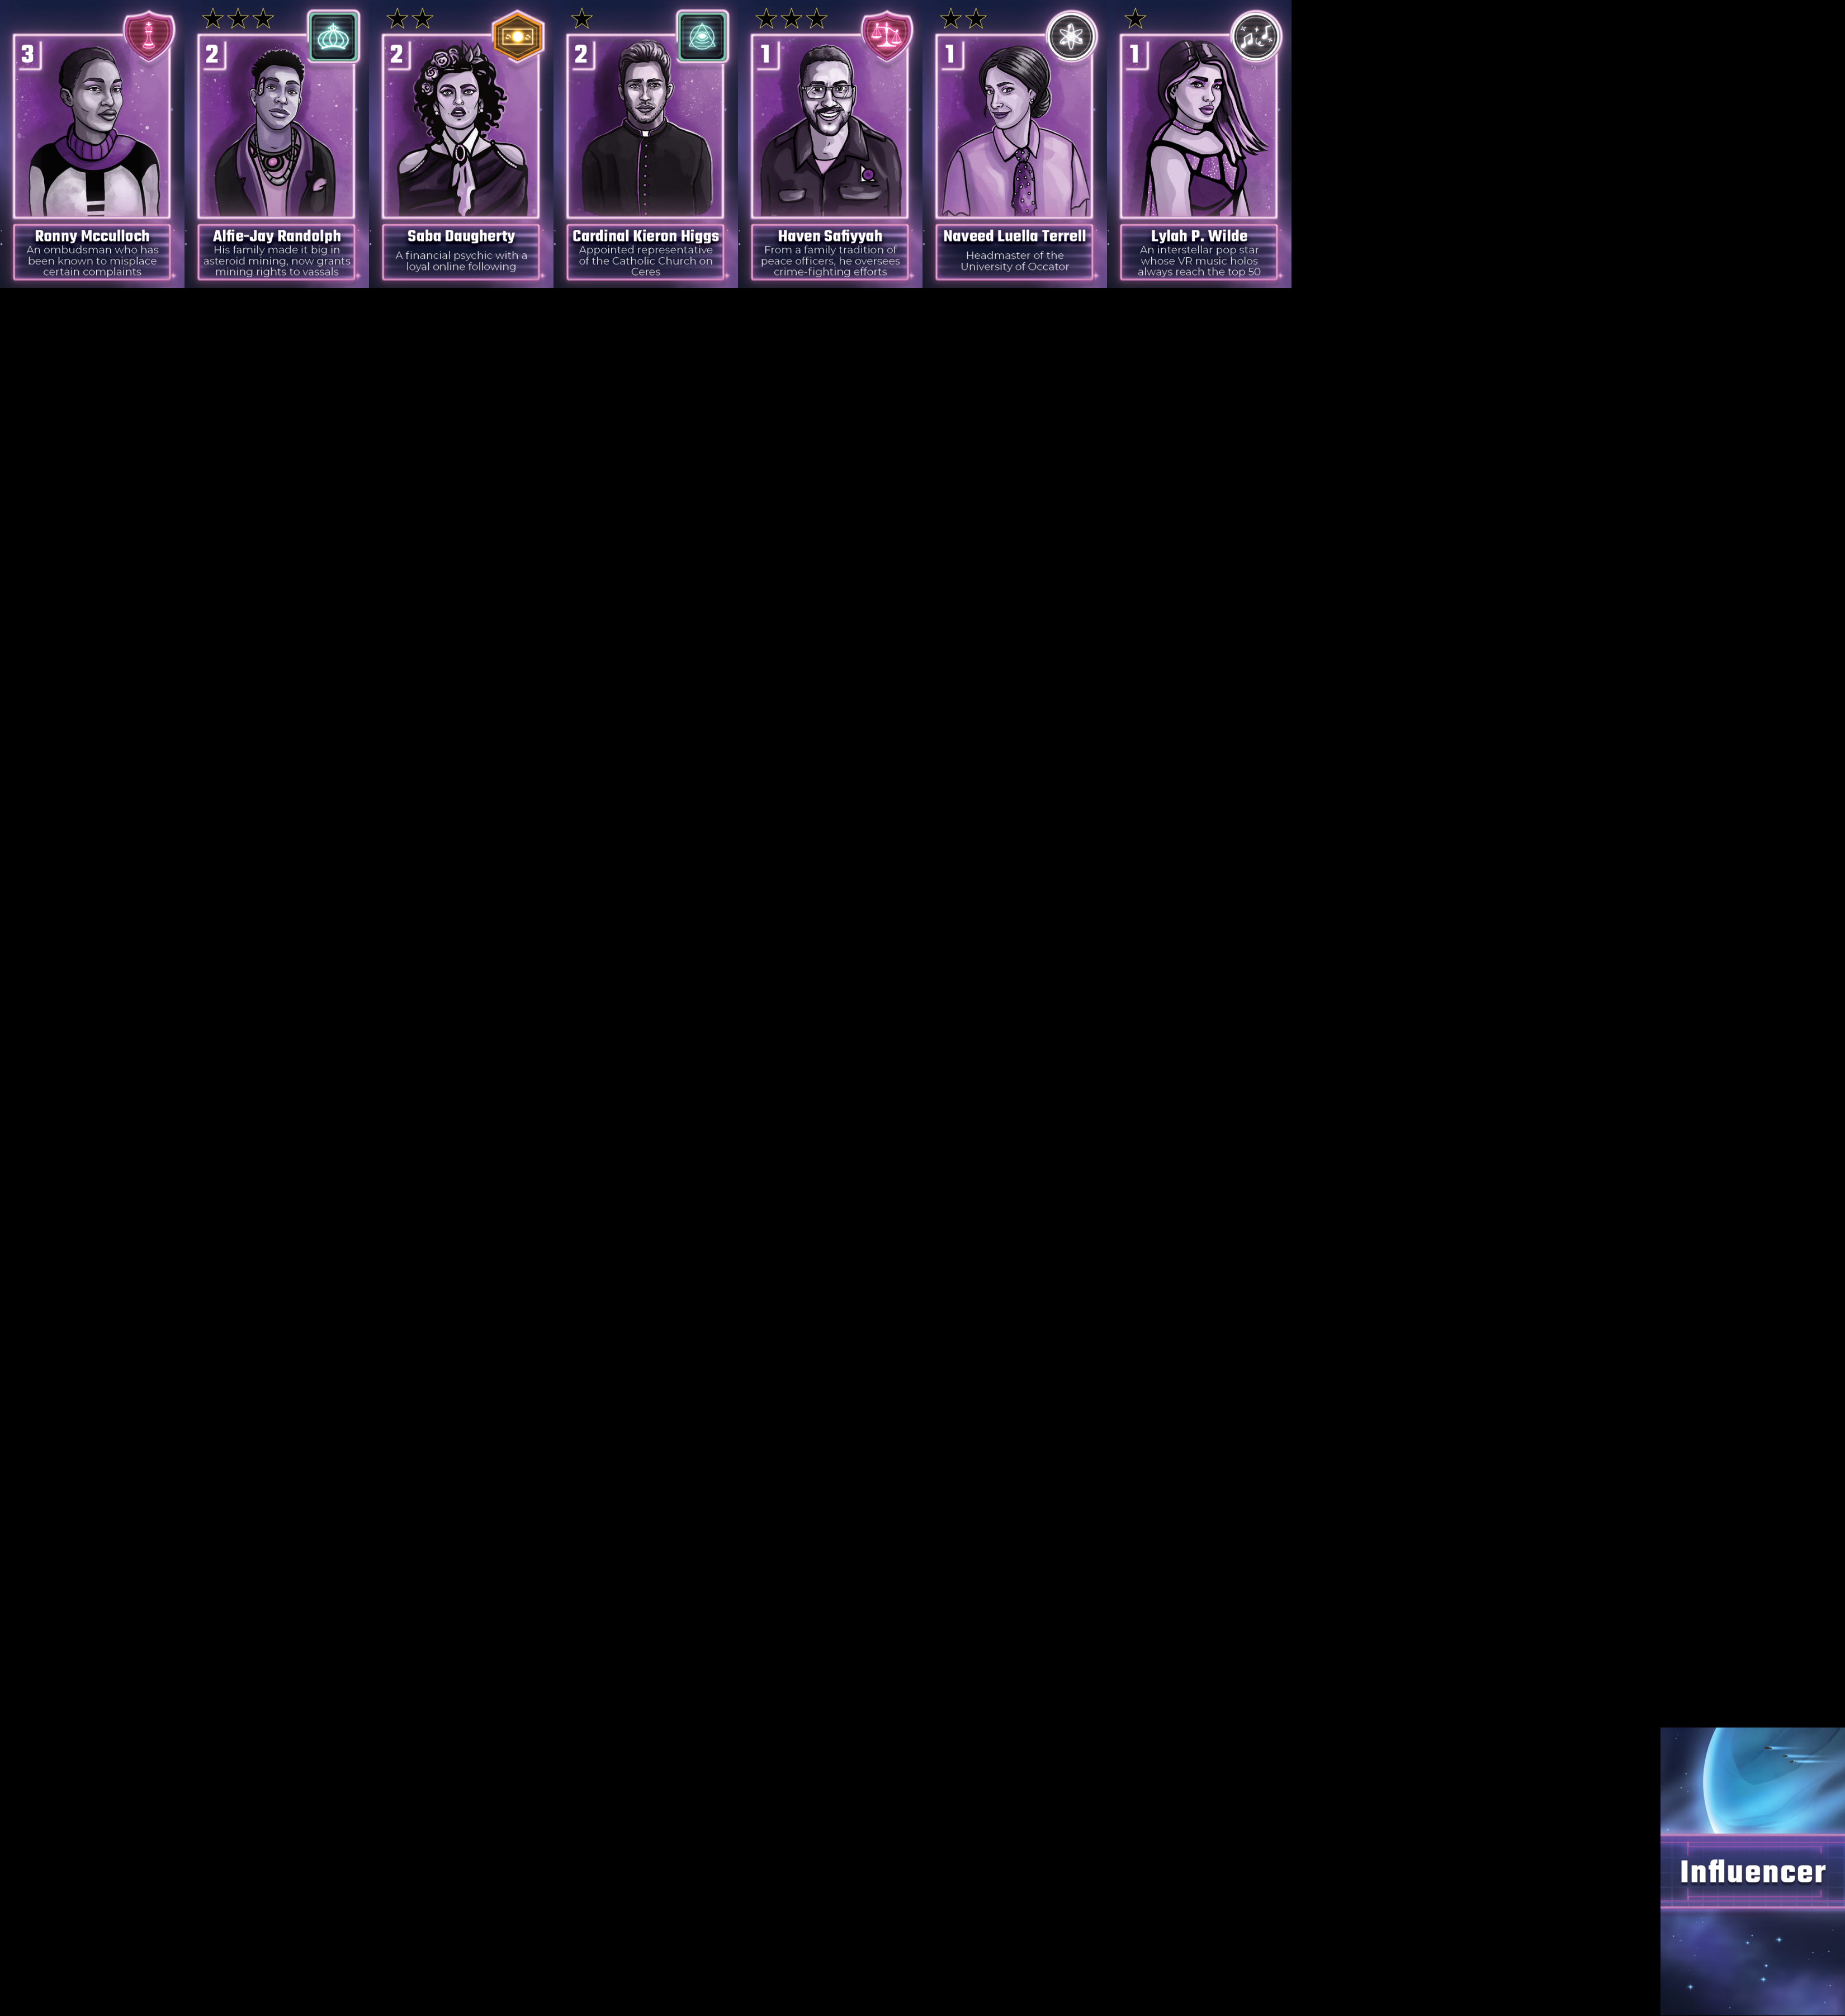 3
Ronny Mcculloch
An ombudsman who has
been known to misplace
certain complaints
2
Alfie-Jay Randolph
His family made it big in
asteroid mining, now grants
mining rights to vassals
2
Saba Daugherty
A financial psychic with a
loyal online following
2
Cardinal Kieron Higgs
Appointed representative
of the Catholic Church on
Ceres
1
Haven Safiyyah
From a family tradition of
peace officers, he oversees
crime-fighting efforts
1
Naveed Luella Terrell
Headmaster of the
University of Occator
1
Lylah P. Wilde
An interstellar pop star
whose VR music holos
always reach the top 50
Influencer